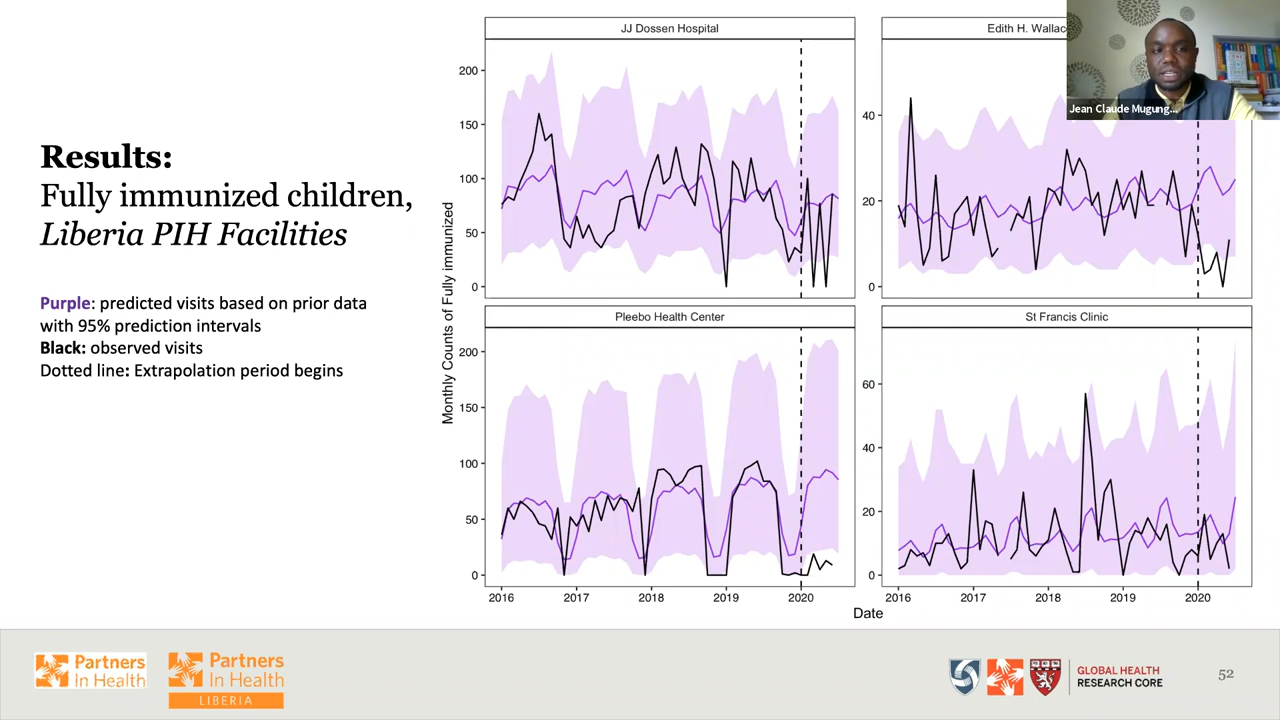 Results:
Fully immunized children,
Liberia PIH Facilities
Purple: predicted visits based on prior data
with 95% prediction intervals
Black: observed visits
Dotted line: Extrapolation period begins
Monthly Counts of Fully immunized
JJ Dossen Hospital
200
150
100
50
0
Edith H. Wallac
40
20
0
Jean Claude Mugung...
Pleebo Health Center
200
150
100
50
0
2016 2017 2018 2019 2020
St Francis Clinic
60
40
20
0
2016 2017 2018 2019 2020
Date
Partners
In Health
Partners
In Health
LIBERIA
GLOBAL HEALTH
RESEARCH CORE
52